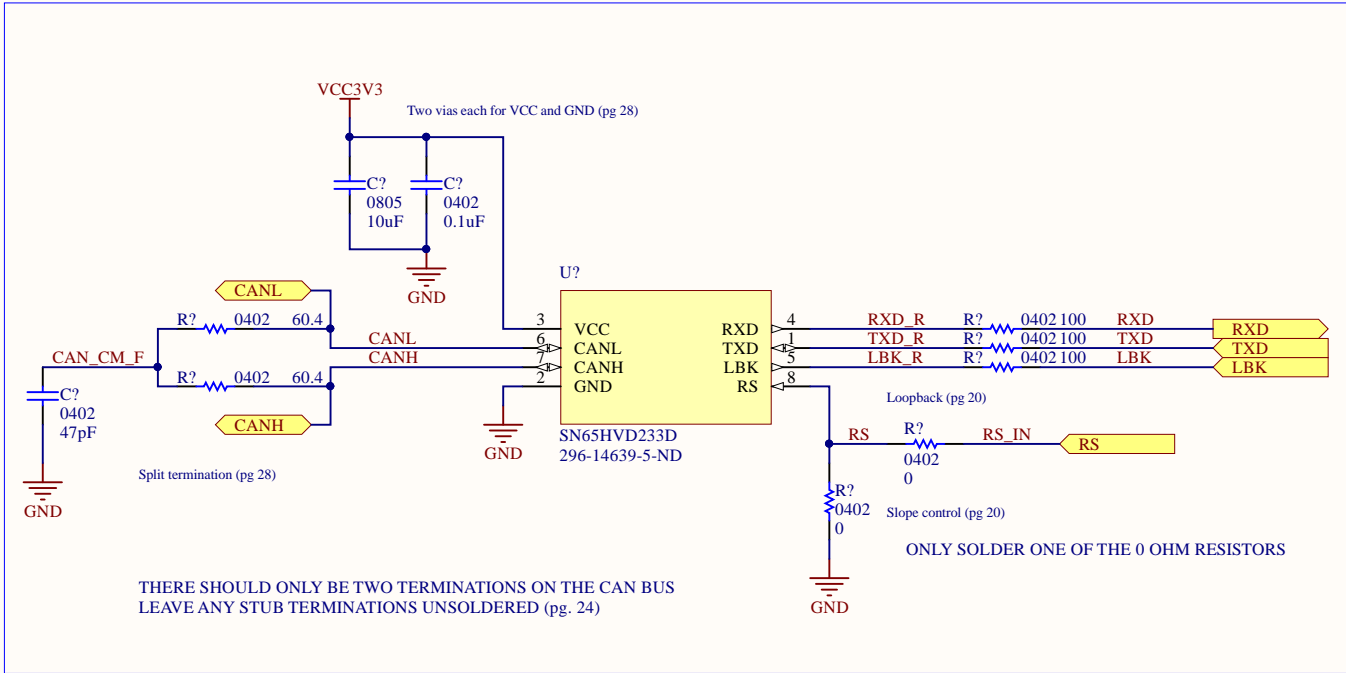 VCC3V3
Two vias each for VCC and GND (pg 28)
C?
0805
10uF
C?
0402
0.1uF
GND
U?
CANL
R? 0402 60.4
CANL
CANH
CAN_CM_F
R? 0402 60.4
C?
0402
47pF
CANH
GND
Split termination (pg 28)
3 VCC
6 CANL
7 CANH
2 GND
GND
RXD 4
TXD 1
LBK 5
RS 8
SN65HVD233D
296-14639-5-ND
RXD_R R? 0402 100 RXD RXD
TXD_R R? 0402 100 TXD TXD
LBK_R R? 0402 100 LBK LBK
Loopback (pg 20)
RS R? RS_IN RS
0402
0
R?
0402
0
Slope control (pg 20)
ONLY SOLDER ONE OF THE 0 OHM RESISTORS
GND
THERE SHOULD ONLY BE TWO TERMINATIONS ON THE CAN BUS
LEAVE ANY STUB TERMINATIONS UNSOLDERED (pg. 24)